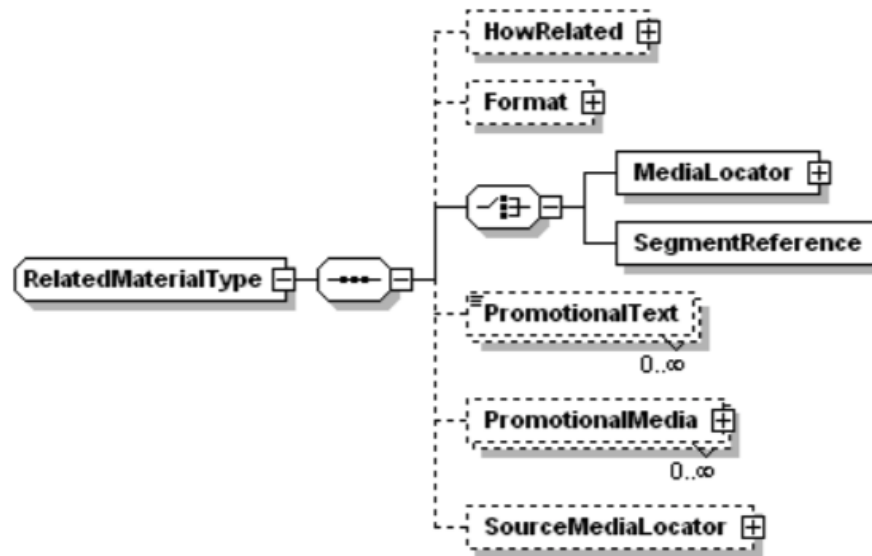 HowRelated
Format
MediaLocator
SegmentReference
RelatedMaterialType
PromotionalText
0..∞
PromotionalMedia
0..∞
SourceMediaLocator